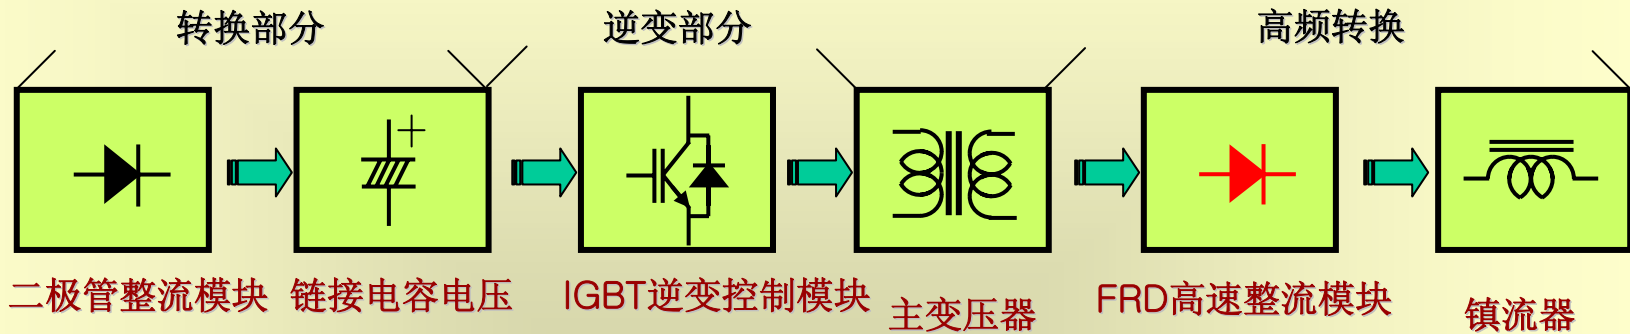 转换部分
逆变部分
高频转换
二极管整流模块
链接电容电压
IGBT逆变控制模块
主变压器
FRD高速整流模块
镇流器